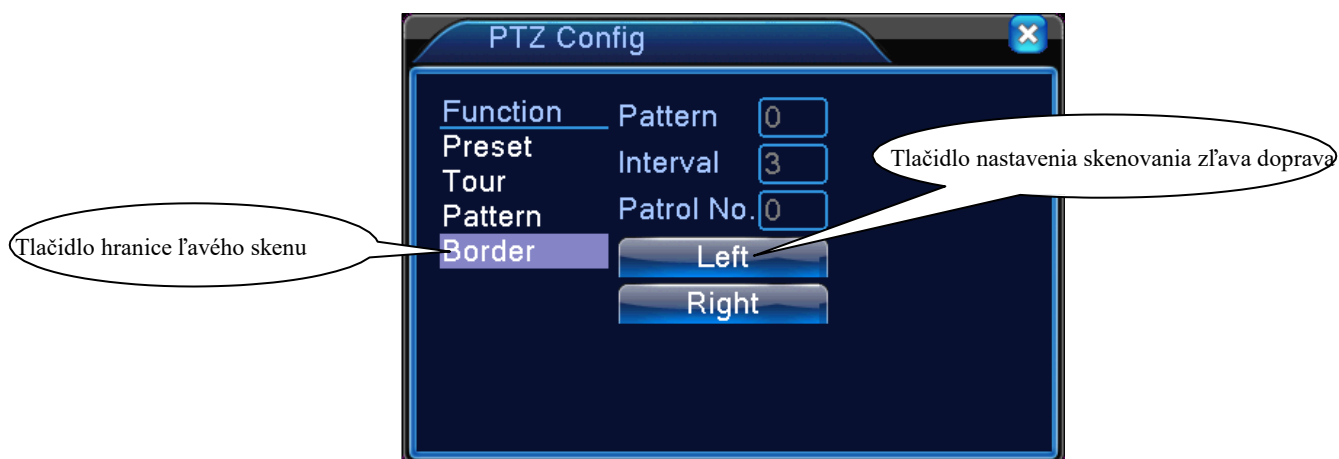 PTZ Config
Function
Preset
Tour
Pattern
Border
Pattern 0
Interval 3
Patrol No. 0
Left
Right
Tlačidlo hranice ľavého skenu
Tlačidlo nastavenia skenovania zľava doprava